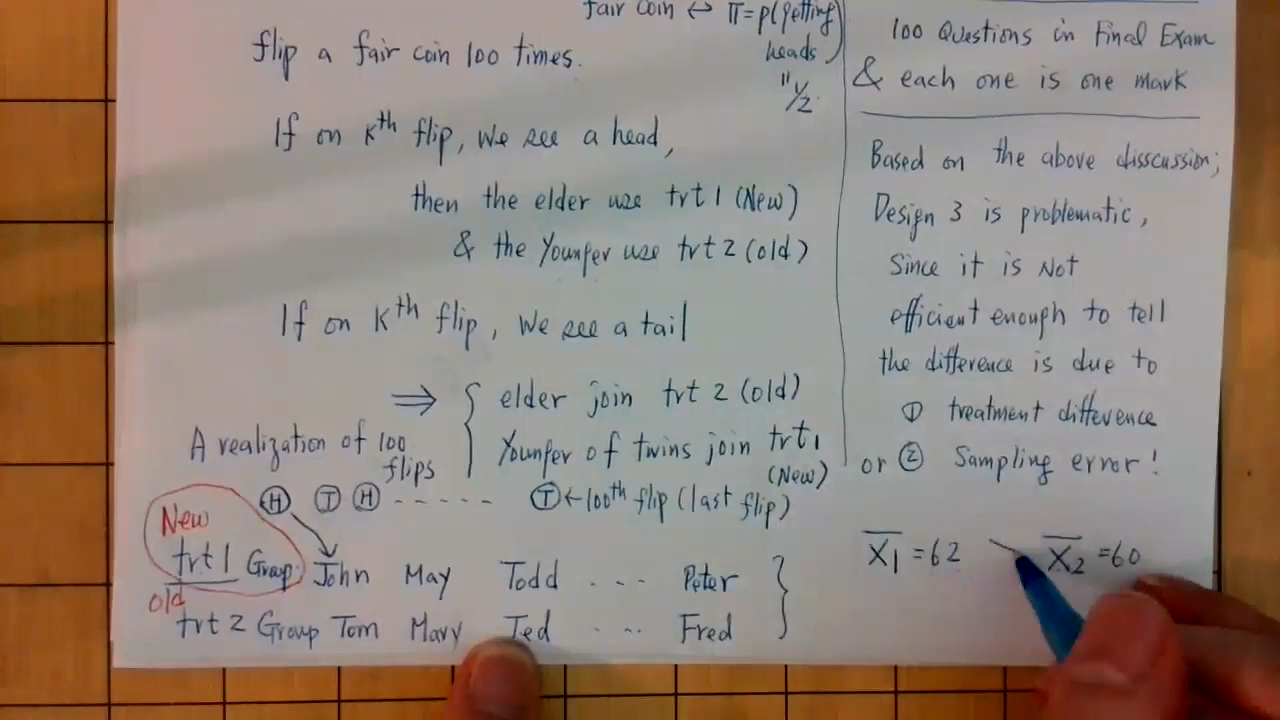 fair coin ↔ π = p(getting heads) = 1/2
flip a fair coin 100 times.
If on Kth flip, we see a head,
then the elder use trt 1 (New)
& the younger use trt 2 (old)
If on Kth flip, we see a tail
⇒ { elder join trt 2 (old)
Younger of twins join trt1 (New)
A realization of 100 flips
H T H ------ T ← 100th flip (last flip)
New
trt1 Group John May Todd ... Peter
old
trt 2 Group Tom Mary Ted ... Fred
100 Questions in Final Exam
& each one is one mark
Based on the above disscussion;
Design 3 is problematic,
Since it is Not
efficient enough to tell
the difference is due to
① treatment difference
or ② Sampling error!
X̄1 = 62 X̄2 = 60